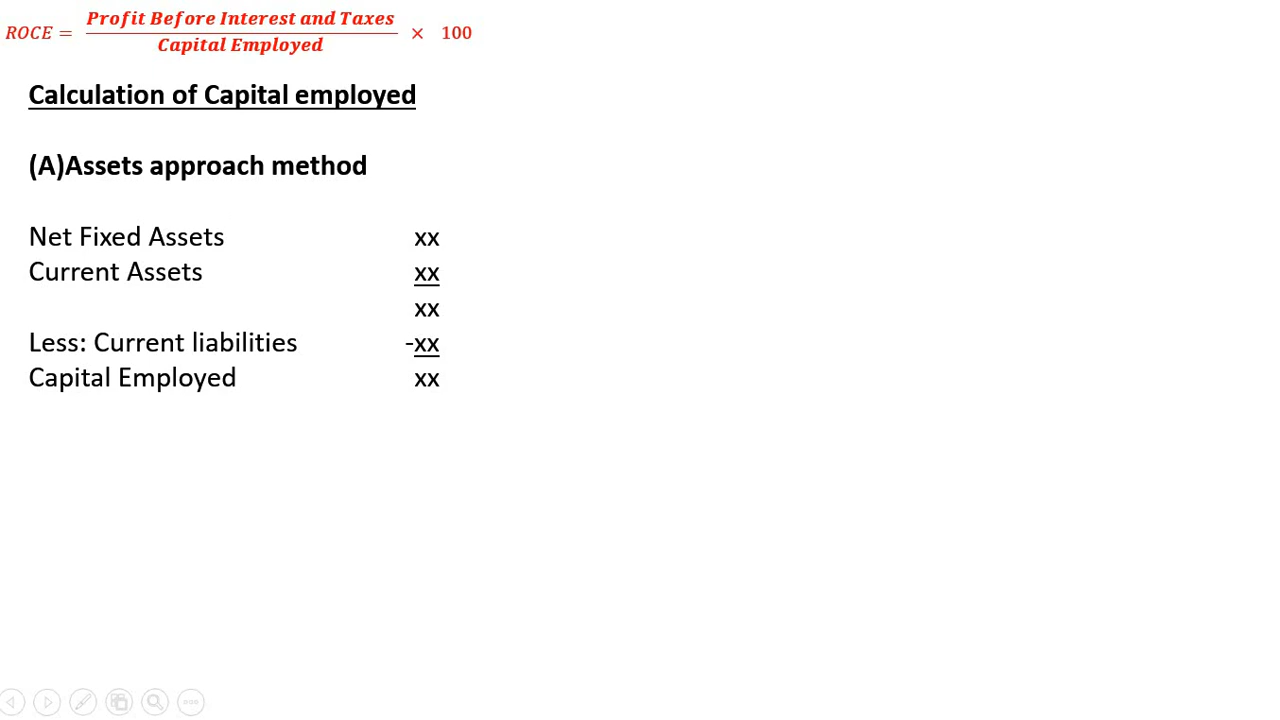 ROCE = Profit Before Interest and Taxes / Capital Employed × 100
Calculation of Capital employed
(A)Assets approach method
Net Fixed Assets xx
Current Assets xx
xx
Less: Current liabilities -xx
Capital Employed xx